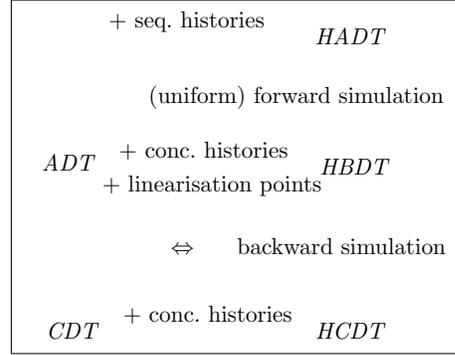 + seq. histories
HADT
(uniform) forward simulation
+ conc. histories
ADT HBDT
+ linearisation points
⇔ backward simulation
+ conc. histories
CDT HCDT